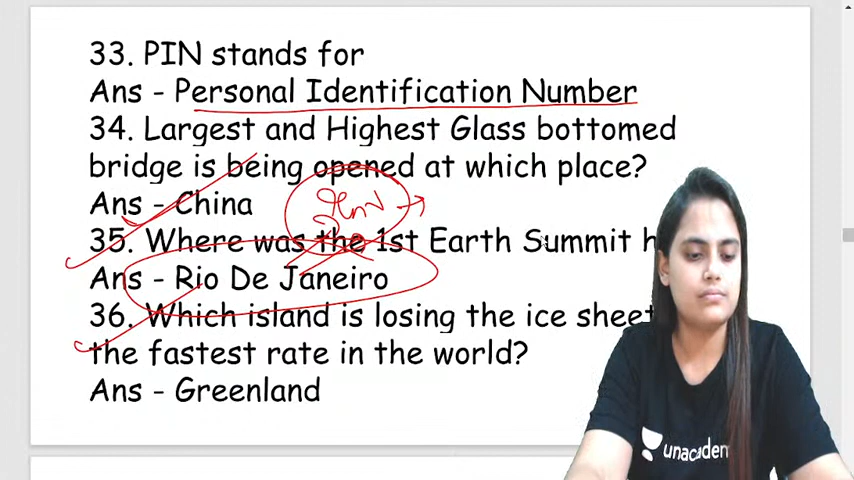 33. PIN stands for
Ans - Personal Identification Number
34. Largest and Highest Glass bottomed
bridge is being opened at which place?
Ans - China
35. Where was the 1st Earth Summit h
Ans - Rio De Janeiro
36. Which island is losing the ice sheet
the fastest rate in the world?
Ans - Greenland
unacadem